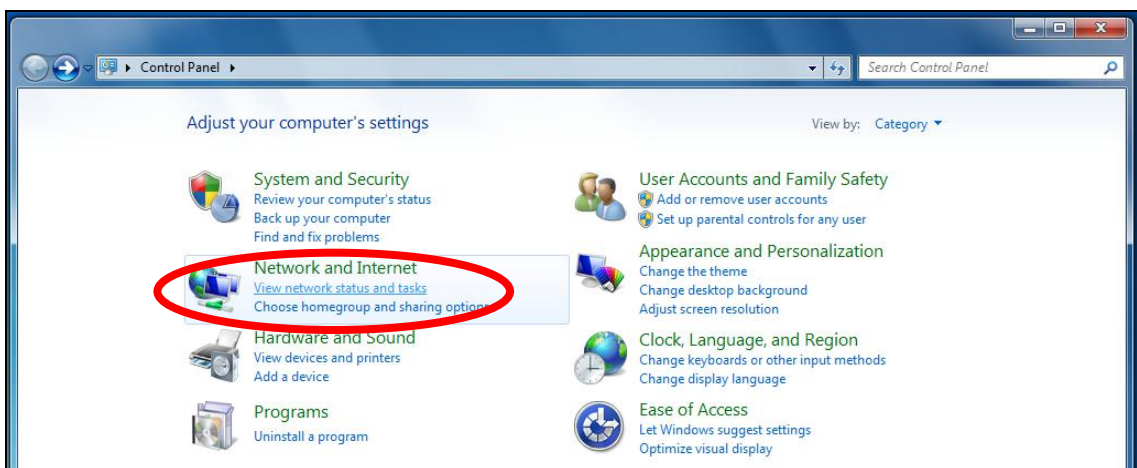 Control Panel
Search Control Panel
Adjust your computer's settings
View by: Category
System and Security
Review your computer's status
Back up your computer
Find and fix problems
Network and Internet
View network status and tasks
Choose homegroup and sharing options
Hardware and Sound
View devices and printers
Add a device
Programs
Uninstall a program
User Accounts and Family Safety
Add or remove user accounts
Set up parental controls for any user
Appearance and Personalization
Change the theme
Change desktop background
Adjust screen resolution
Clock, Language, and Region
Change keyboards or other input methods
Change display language
Ease of Access
Let Windows suggest settings
Optimize visual display